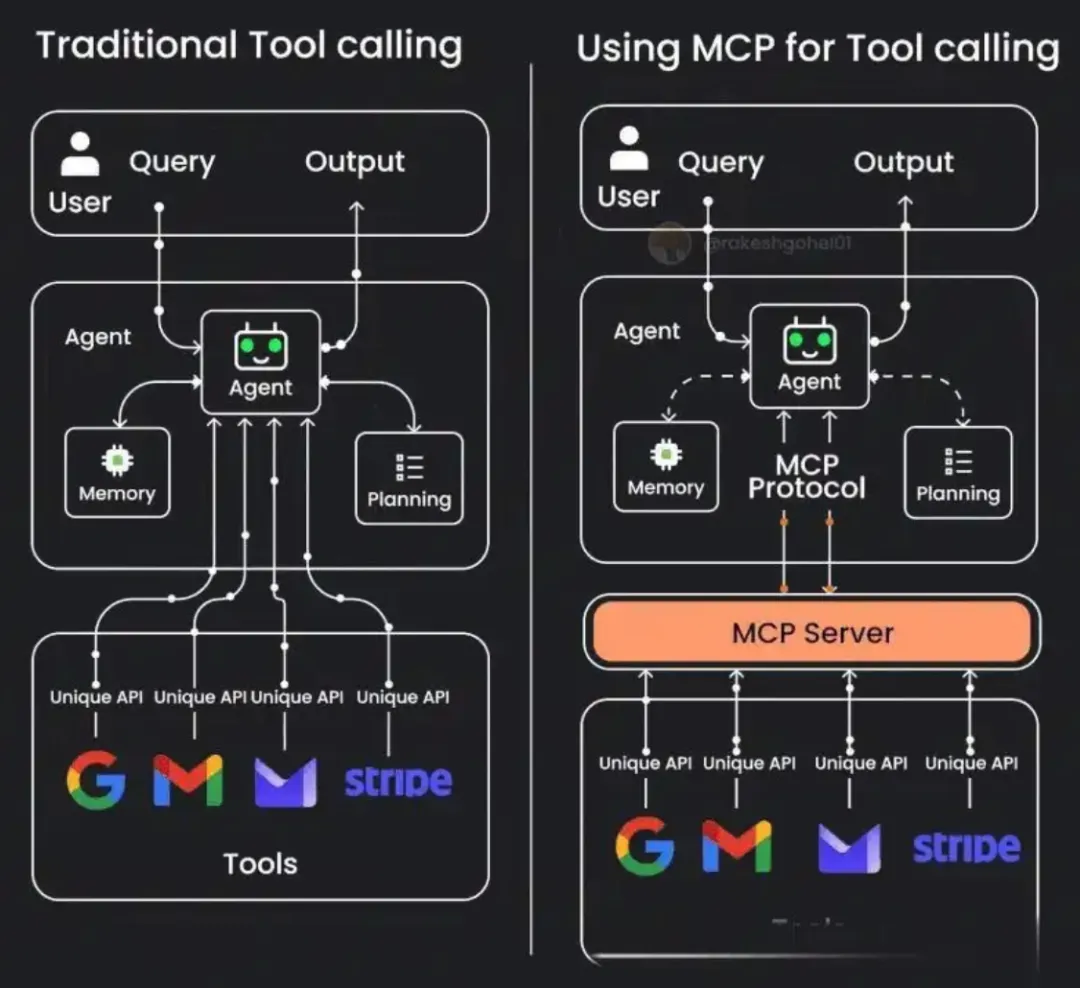 Traditional Tool calling
Query
Output
User
Agent
Agent
Memory
Planning
Unique API
Unique API
Unique API
Unique API
stripe
Tools
Using MCP for Tool calling
Query
Output
User
@rakeshgohel01
Agent
Agent
MCP
Protocol
Memory
Planning
MCP Server
Unique API
Unique API
Unique API
Unique API
stripe